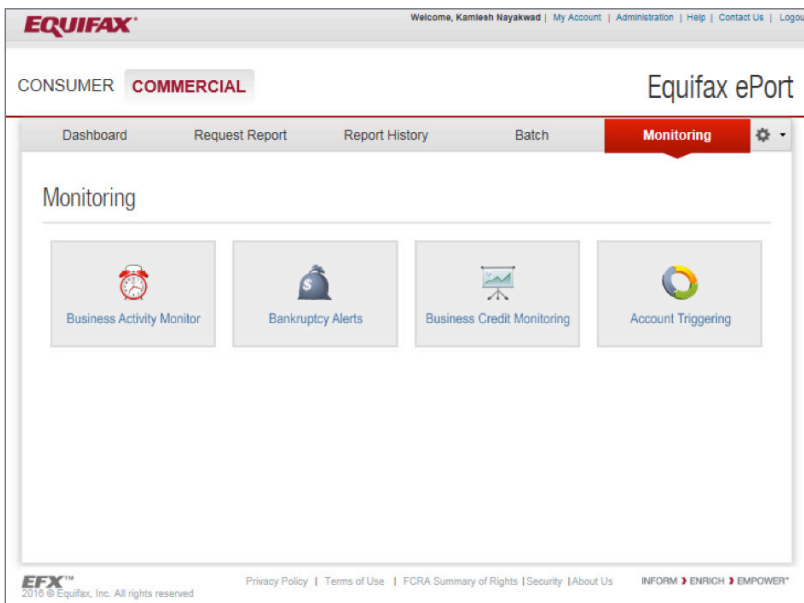 EQUIFAX
Welcome, Kamlesh Nayakwad | My Account | Administration | Help | Contact Us | Logou
CONSUMER COMMERCIAL
Equifax ePort
Dashboard Request Report Report History Batch Monitoring
Monitoring
$
Business Activity Monitor Bankruptcy Alerts Business Credit Monitoring Account Triggering
EFX™ Privacy Policy | Terms of Use | FCRA Summary of Rights | Security | About Us INFORM ❯ ENRICH ❯ EMPOWER™
2016 © Equifax, Inc. All rights reserved